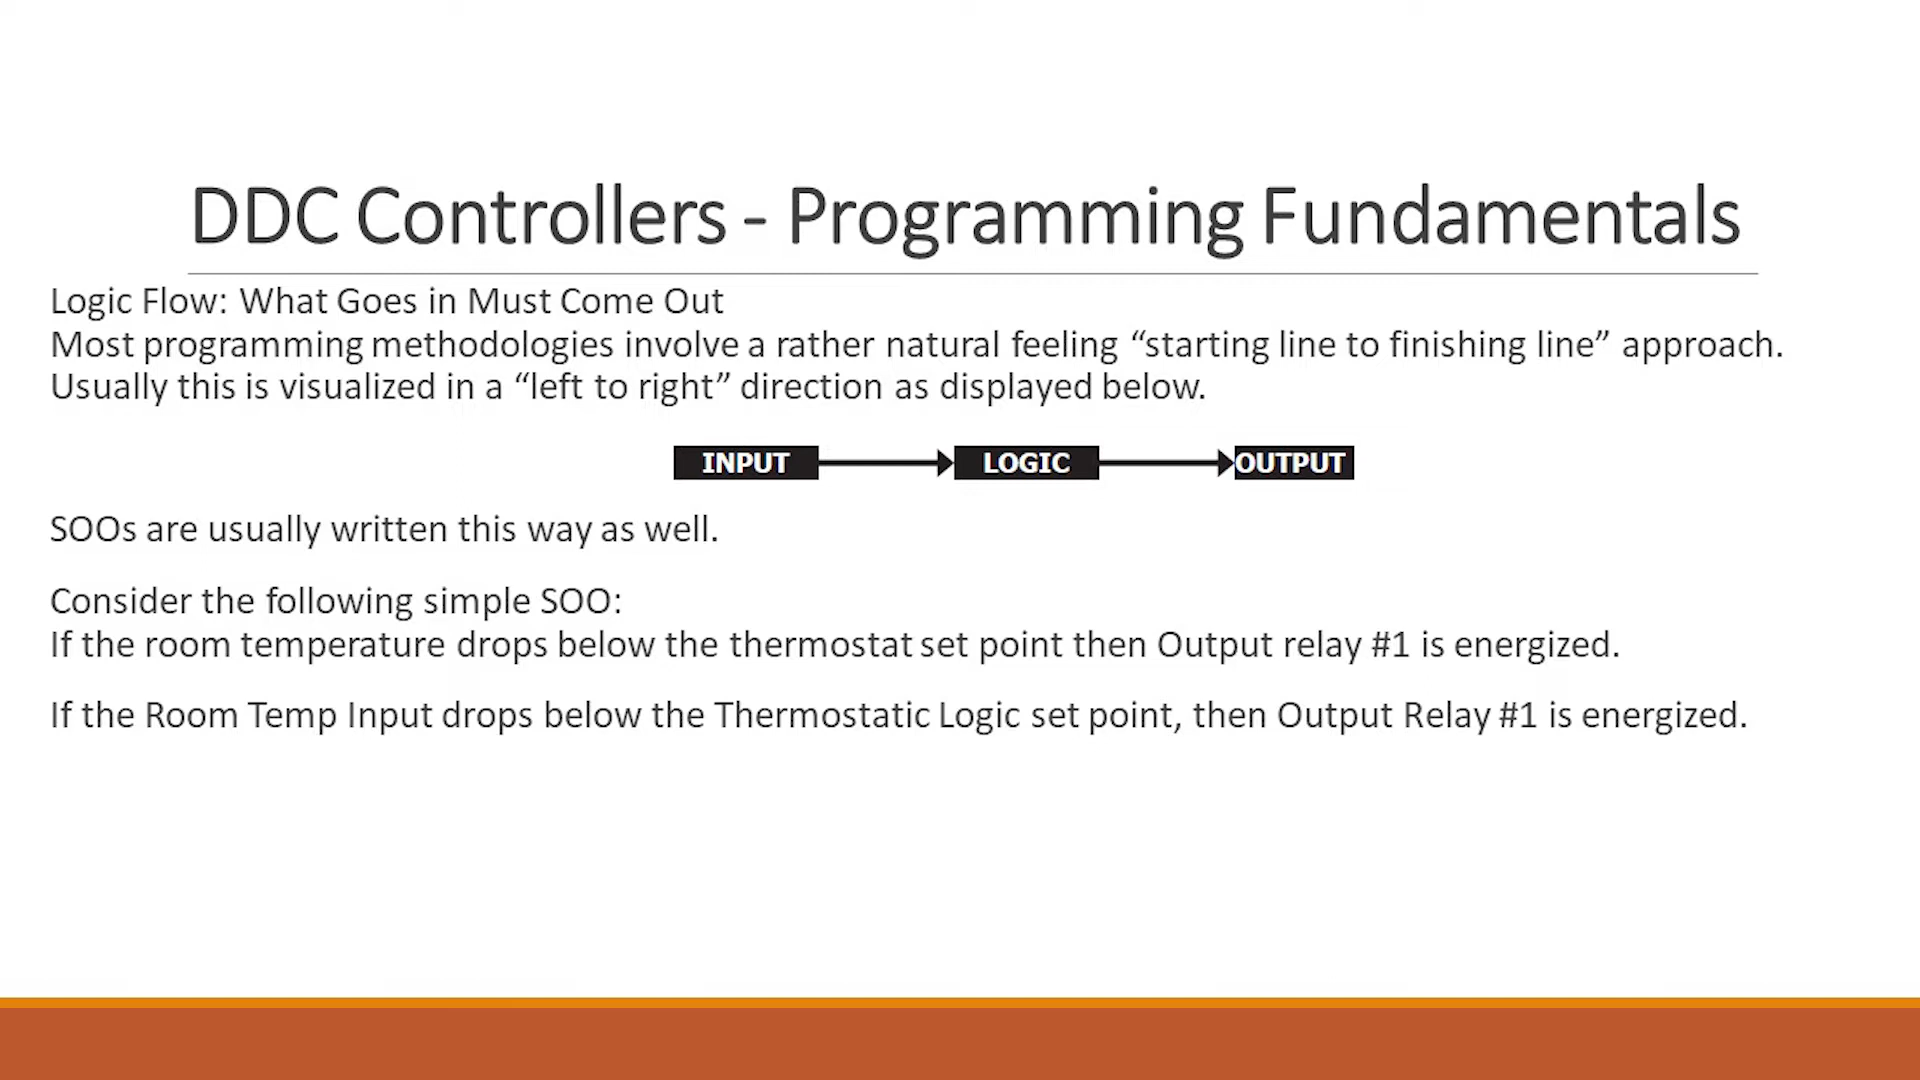 DDC Controllers - Programming Fundamentals
Logic Flow: What Goes in Must Come Out
Most programming methodologies involve a rather natural feeling “starting line to finishing line” approach.
Usually this is visualized in a “left to right” direction as displayed below.
INPUT LOGIC OUTPUT
SOOs are usually written this way as well.
Consider the following simple SOO:
If the room temperature drops below the thermostat set point then Output relay #1 is energized.
If the Room Temp Input drops below the Thermostatic Logic set point, then Output Relay #1 is energized.